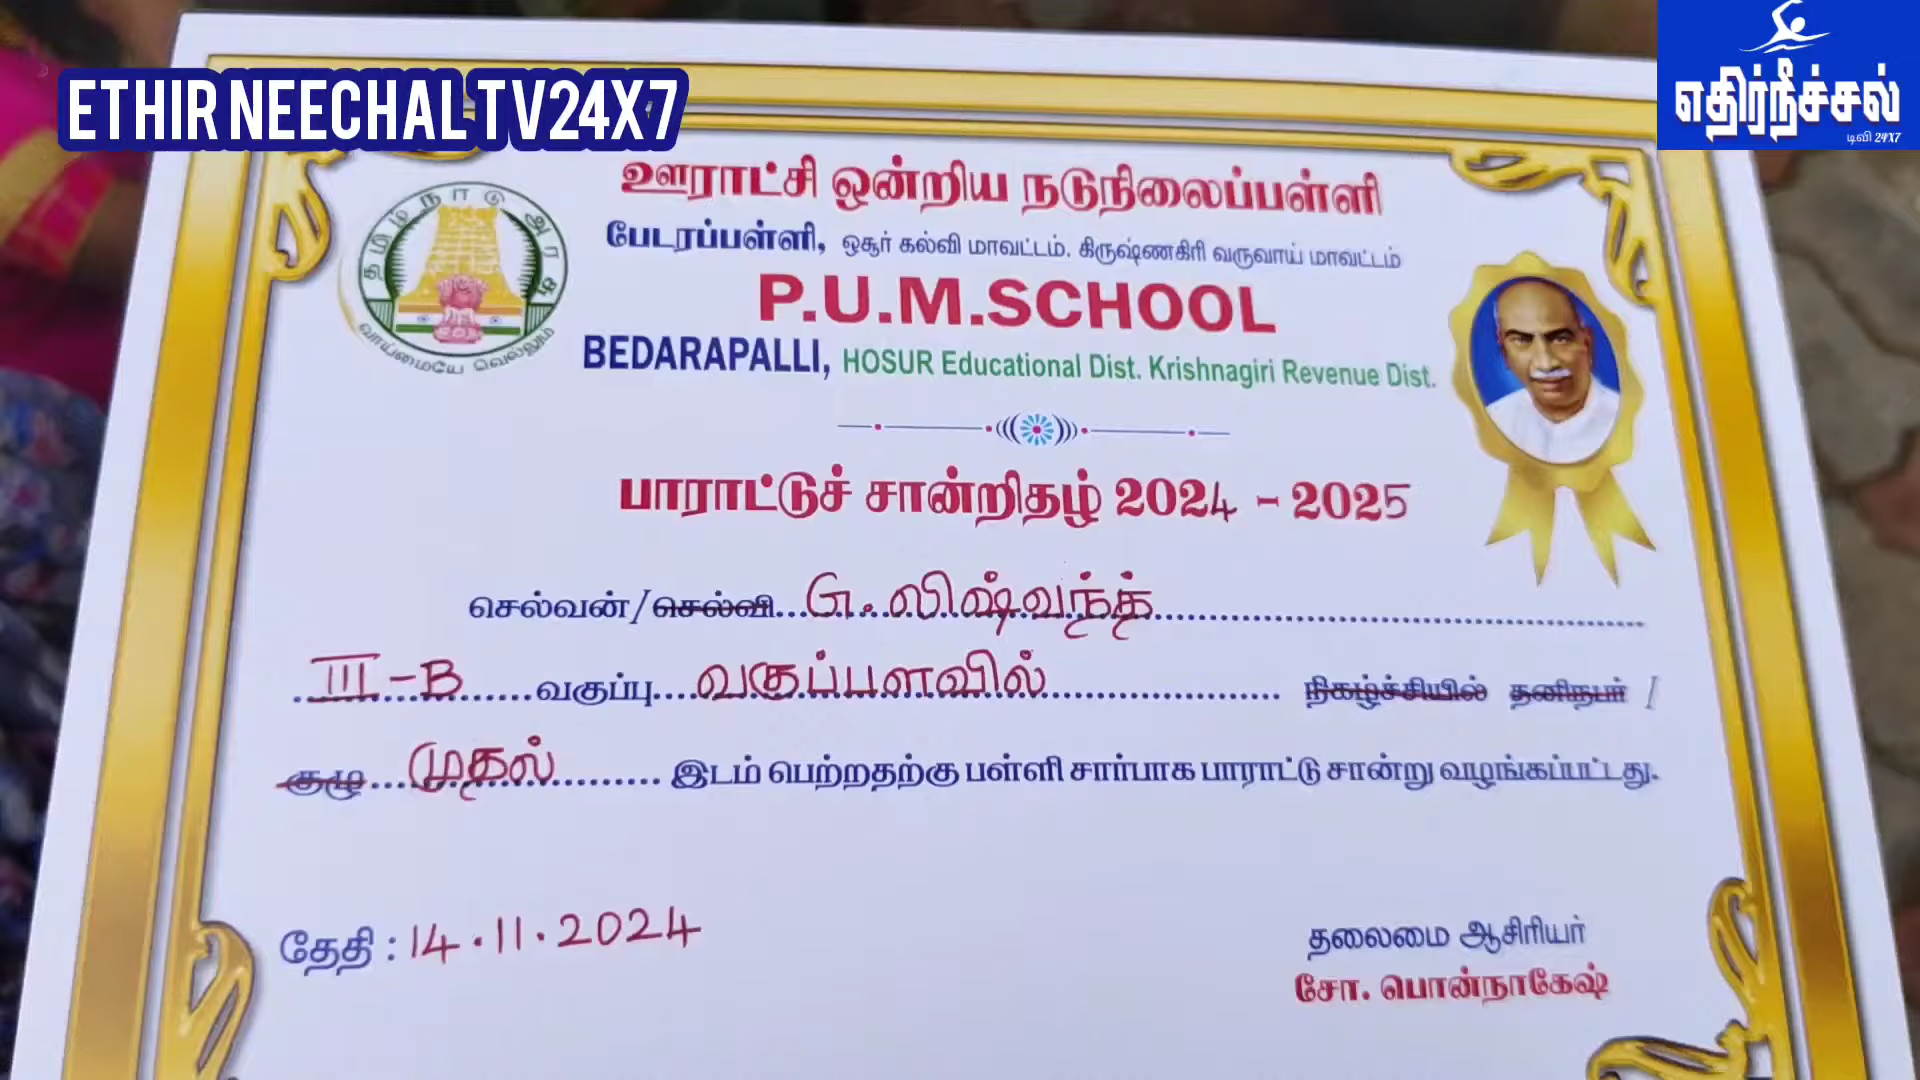 ETHIR NEECHAL TV24X7
எதிர்நீச்சல்
டிவி 24X7
தமிழ்நாடு அரசு
வாய்மையே வெல்லும்
ஊராட்சி ஒன்றிய நடுநிலைப்பள்ளி
பேடரப்பள்ளி, ஒசூர் கல்வி மாவட்டம். கிருஷ்ணகிரி வருவாய் மாவட்டம்
P.U.M.SCHOOL
BEDARAPALLI, HOSUR Educational Dist. Krishnagiri Revenue Dist.
பாராட்டுச் சான்றிதழ் 2024 - 2025
செல்வன்/செல்வி...G.லிஷ்வந்த்...
III-B...வகுப்பு....வகுப்பளவில்... நிகழ்ச்சியில் தனிநபர் /
குழு...முதல்... இடம் பெற்றதற்கு பள்ளி சார்பாக பாராட்டு சான்று வழங்கப்பட்டது.
தேதி : 14.11.2024
தலைமை ஆசிரியர்
சோ. பொன்நாகேஷ்